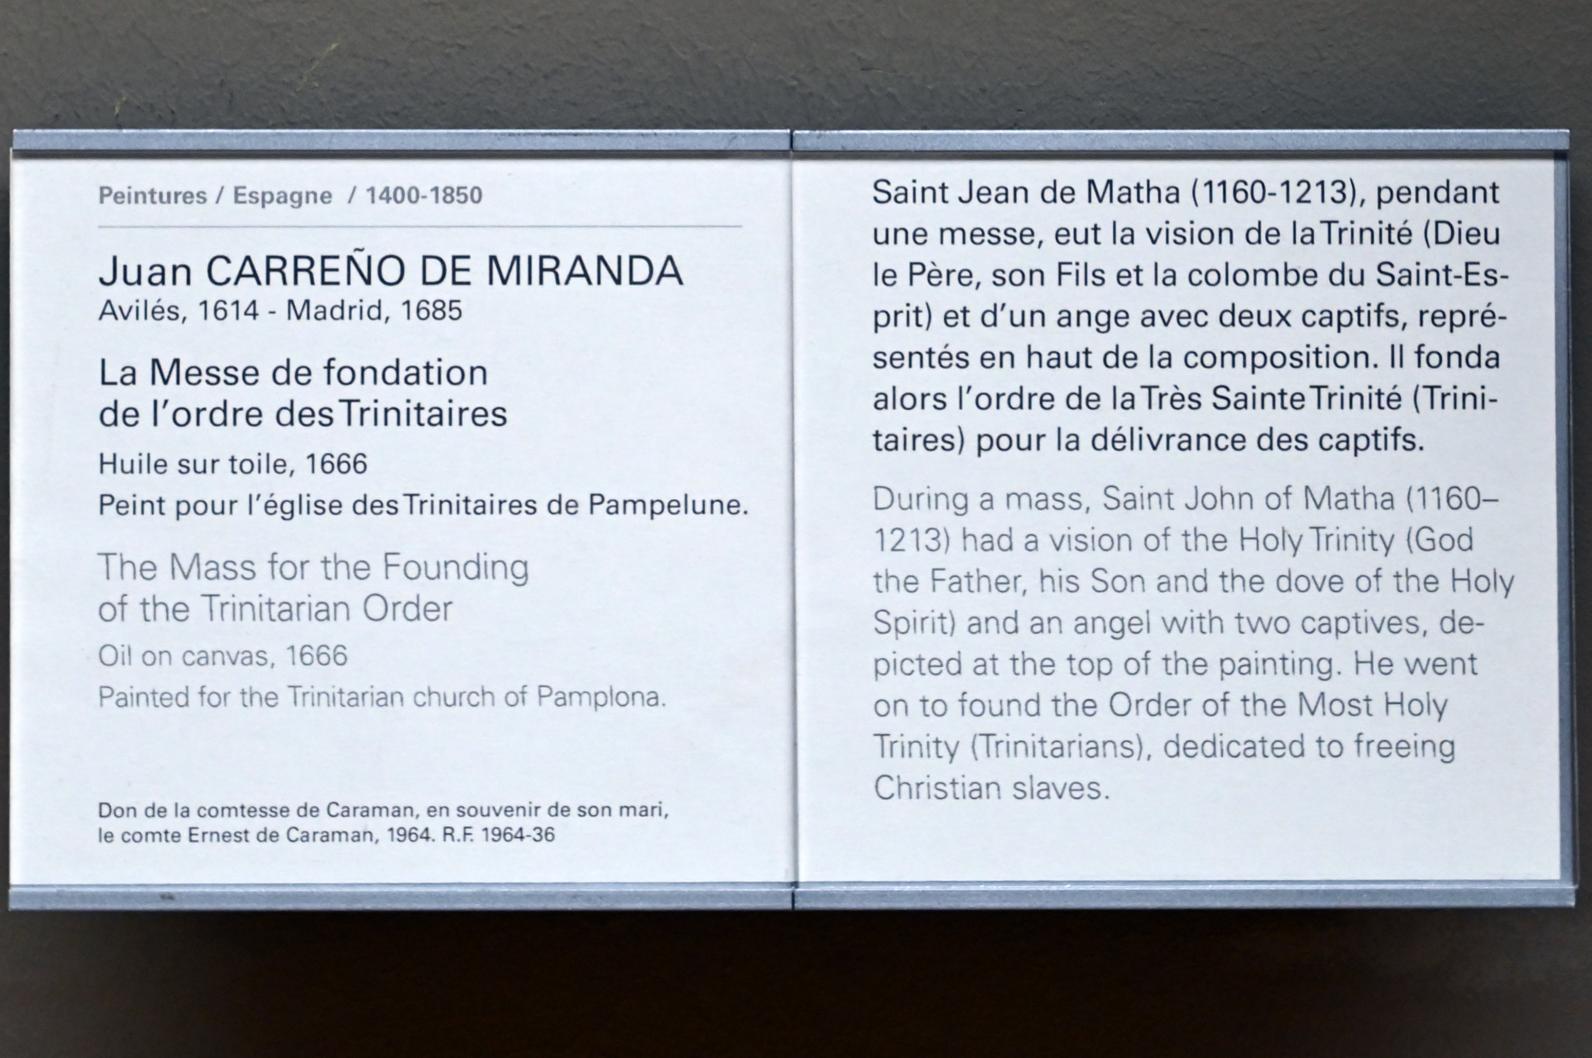 Peintures / Espagne / 1400-1850
Juan CARREÑO DE MIRANDA
Avilés, 1614 - Madrid, 1685
La Messe de fondation
de l'ordre des Trinitaires
Huile sur toile, 1666
Peint pour l'église des Trinitaires de Pampelune.
The Mass for the Founding
of the Trinitarian Order
Oil on canvas, 1666
Painted for the Trinitarian church of Pamplona.
Don de la comtesse de Caraman, en souvenir de son mari,
le comte Ernest de Caraman, 1964. R.F. 1964-36
Saint Jean de Matha (1160-1213), pendant
une messe, eut la vision de la Trinité (Dieu
le Père, son Fils et la colombe du Saint-Es-
prit) et d'un ange avec deux captifs, repré-
sentés en haut de la composition. Il fonda
alors l'ordre de la Très Sainte Trinité (Trini-
taires) pour la délivrance des captifs.
During a mass, Saint John of Matha (1160–
1213) had a vision of the Holy Trinity (God
the Father, his Son and the dove of the Holy
Spirit) and an angel with two captives, de-
picted at the top of the painting. He went
on to found the Order of the Most Holy
Trinity (Trinitarians), dedicated to freeing
Christian slaves.